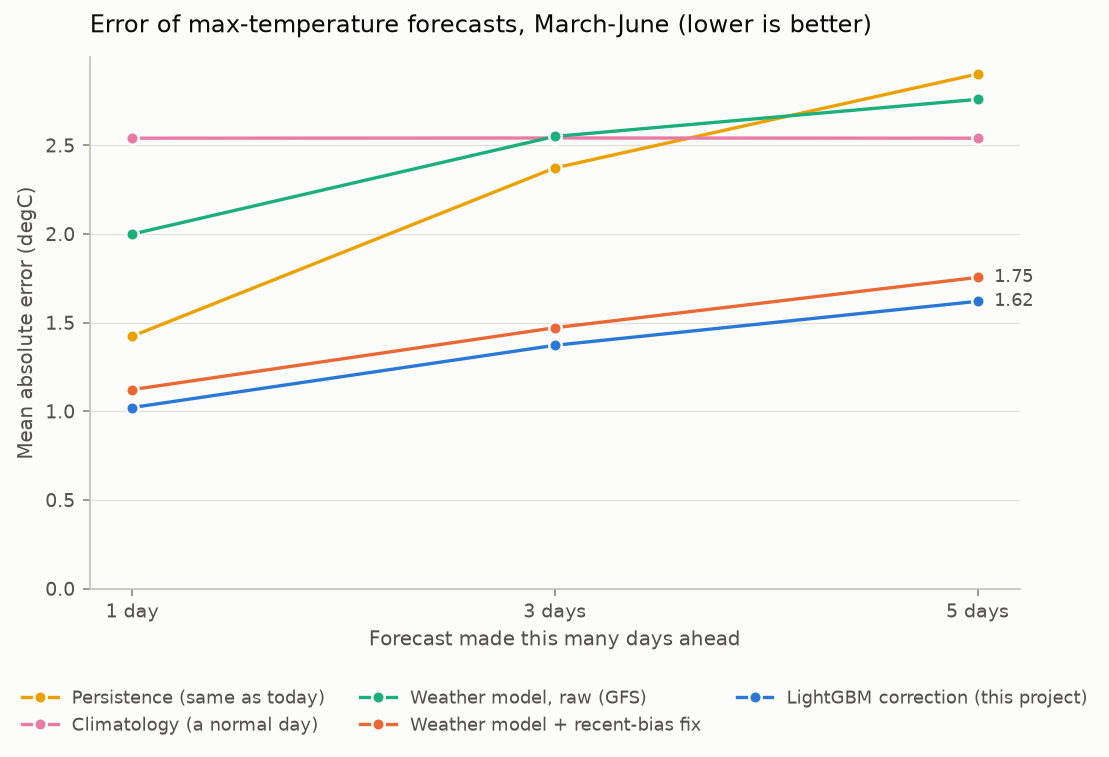 Error of max-temperature forecasts, March-June (lower is better)
Mean absolute error (degC)
2.5
2.0
1.5
1.0
0.5
0.0
1.75
1.62
1 day
3 days
5 days
Forecast made this many days ahead
Persistence (same as today)
Climatology (a normal day)
Weather model, raw (GFS)
Weather model + recent-bias fix
LightGBM correction (this project)